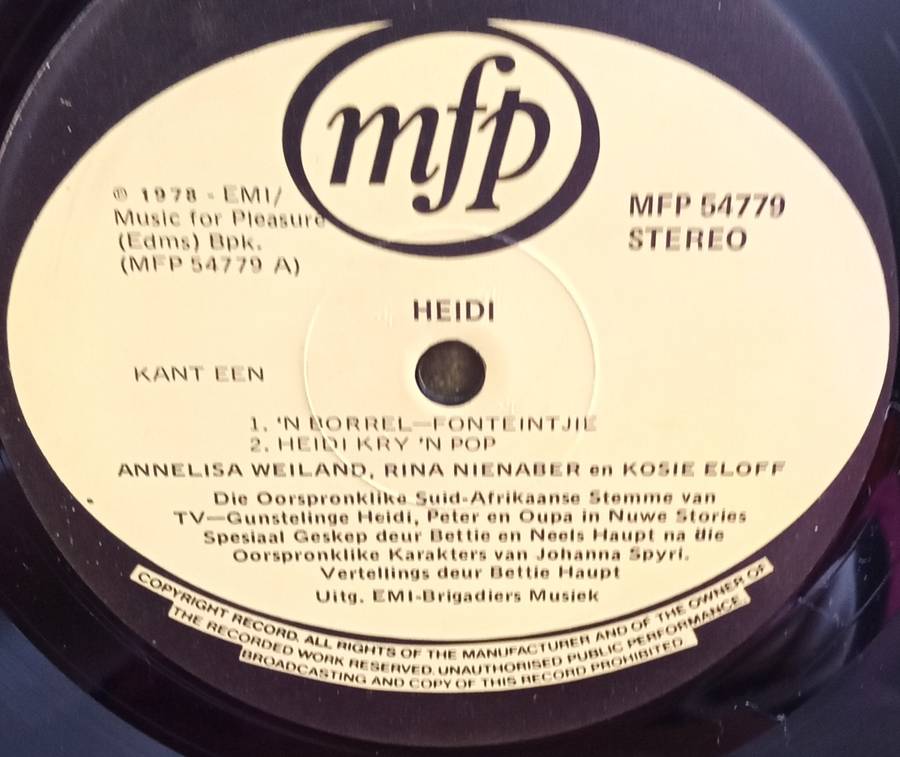 mfp
℗ 1978 - EMI/
Music for Pleasure
(Edms) Bpk.
(MFP 54779 A)
MFP 54779
STEREO
HEIDI
KANT EEN
1. 'N BORREL—FONTEINTJIE
2. HEIDI KRY 'N POP
ANNELISA WEILAND, RINA NIENABER en KOSIE ELOFF
Die Oorspronklike Suid-Afrikaanse Stemme van
TV—Gunstelinge Heidi, Peter en Oupa in Nuwe Stories
Spesiaal Geskep deur Bettie en Neels Haupt na die
Oorspronklike Karakters van Johanna Spyri.
Vertellings deur Bettie Haupt
Uitg. EMI-Brigadiers Musiek
COPYRIGHT RECORD. ALL RIGHTS OF THE MANUFACTURER AND OF THE OWNER OF
THE RECORDED WORK RESERVED. UNAUTHORISED PUBLIC PERFORMANCE.
BROADCASTING AND COPY OF THIS RECORD PROHIBITED